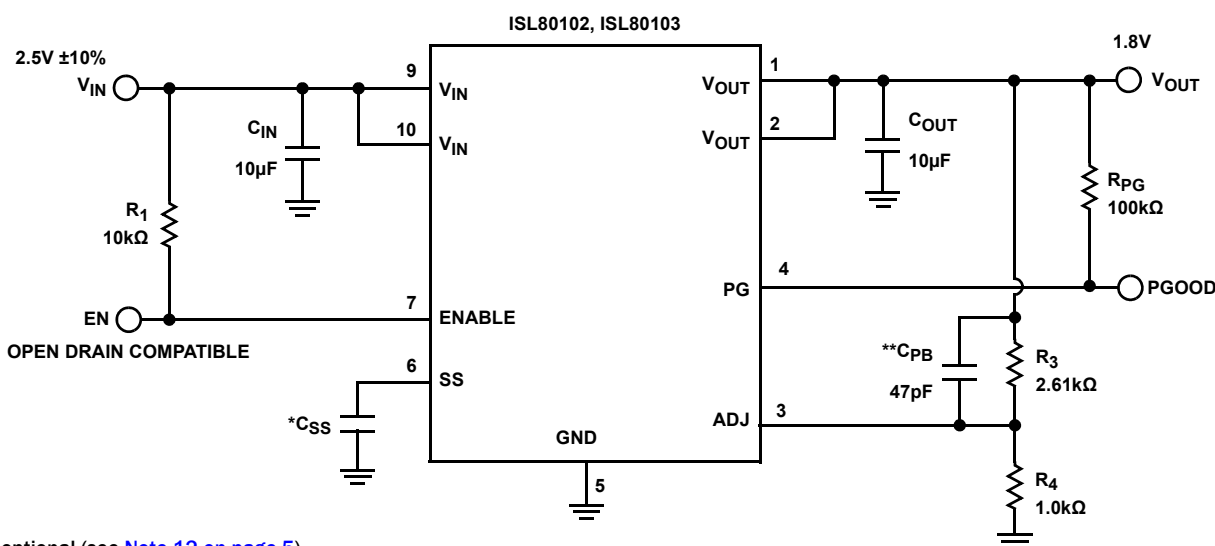 ISL80102, ISL80103
2.5V ±10%
VIN
9
VIN
10
VIN
CIN
10µF
R1
10kΩ
EN
7
ENABLE
OPEN DRAIN COMPATIBLE
6
SS
*CSS
GND
5
1.8V
1
VOUT
VOUT
2
VOUT
COUT
10µF
RPG
100kΩ
4
PG
PGOOD
**CPB
47pF
R3
2.61kΩ
ADJ
3
R4
1.0kΩ